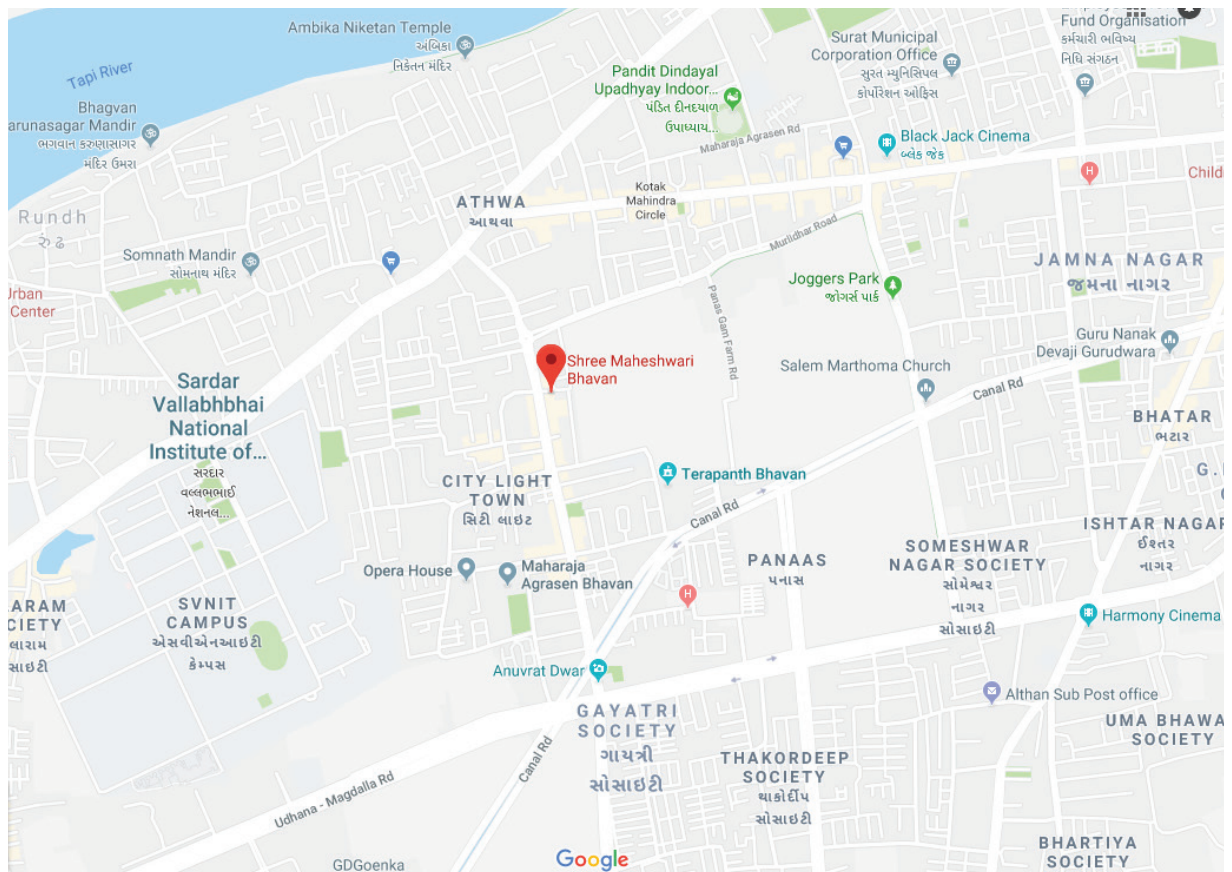 Ambika Niketan Temple
અંબિકા
નિકેતન મંદિર
Tapi River
Bhagvan
arunasagar Mandir
ભગવાન કરુણાસાગર
મંદિર ઉમરા
Pandit Dindayal
Upadhyay Indoor...
પંડિત દીનદયાળ
ઉપાધ્યાય...
Surat Municipal
Corporation Office
સુરત મ્યુનિસિપલ
કોર્પોરેશન ઓફિસ
Fund Organisation
કર્મચારી ભવિષ્ય
નિધિ સંગઠન
Maharaja Agrasen Rd
Black Jack Cinema
બ્લેક જેક
H
Childr
Rundh
રુંઢ
ATHWA
આથવા
Kotak
Mahindra
Circle
Murlidhar Road
Somnath Mandir
સોમનાથ મંદિર
Urban
Center
Joggers Park
જોગર્સ પાર્ક
JAMNA NAGAR
જમના નાગર
Panas Gam Farm Rd
Guru Nanak
Devaji Gurudwara
Shree Maheshwari
Bhavan
Salem Marthoma Church
Canal Rd
Sardar
Vallabhbhai
National
Institute of...
સરદાર
વલ્લભભાઈ
નેશનલ...
BHATAR
ભટાર
G.
CITY LIGHT
TOWN
સિટી લાઇટ
Terapanth Bhavan
Canal Rd
ISHTAR NAGAR
ઈશ્તર
નાગર
PANAAS
પનાસ
SOMESHWAR
NAGAR SOCIETY
સોમેશ્વર
નાગર
સોસાઇટી
Opera House
Maharaja
Agrasen Bhavan
H
ARAM
CIETY
લારામ
સાઇટી
SVNIT
CAMPUS
એસવીએનઆઇટી
કેમ્પસ
Harmony Cinema
Anuvrat Dwar
Althan Sub Post office
GAYATRI
SOCIETY
ગાયત્રી
સોસાઇટી
UMA BHAWA
SOCIETY
Canal Rd
THAKORDEEP
SOCIETY
થાકોર્દીપ
સોસાઇટી
Udhana - Magdalla Rd
BHARTIYA
SOCIETY
GDGoenka
Google